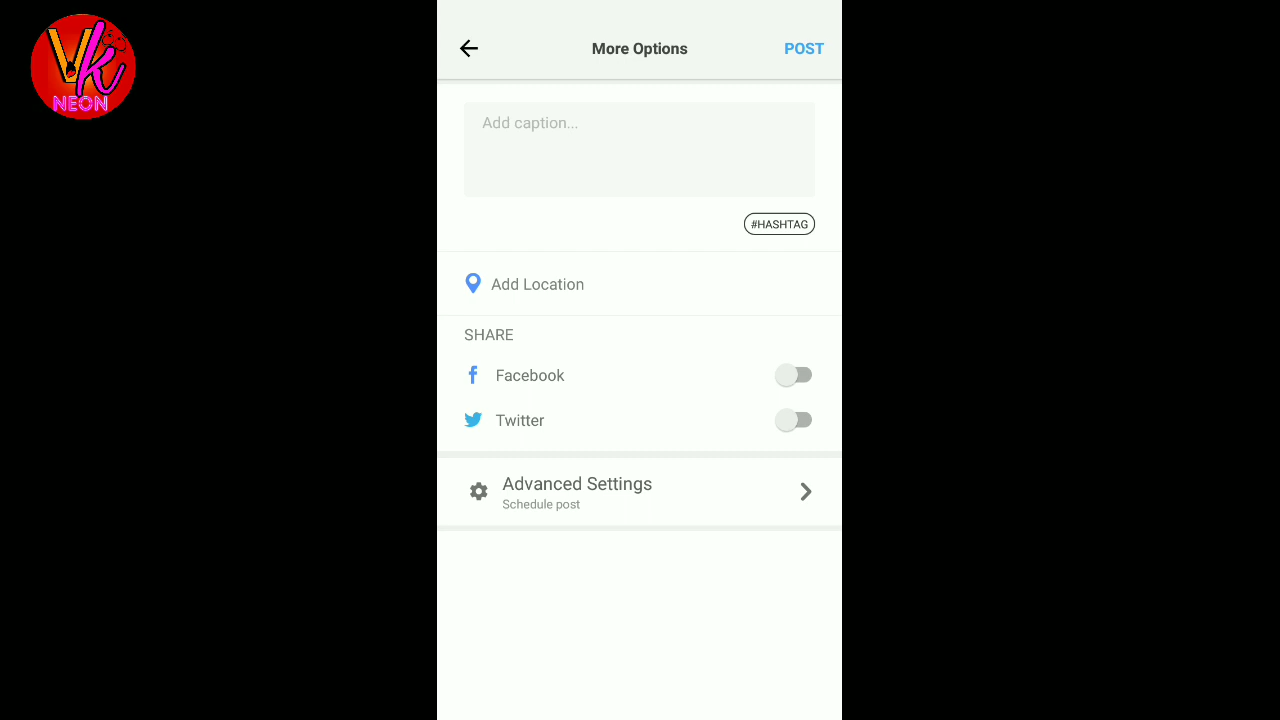 VK
NEON
More Options
POST
Add caption...
#HASHTAG
Add Location
SHARE
Facebook
Twitter
Advanced Settings
Schedule post